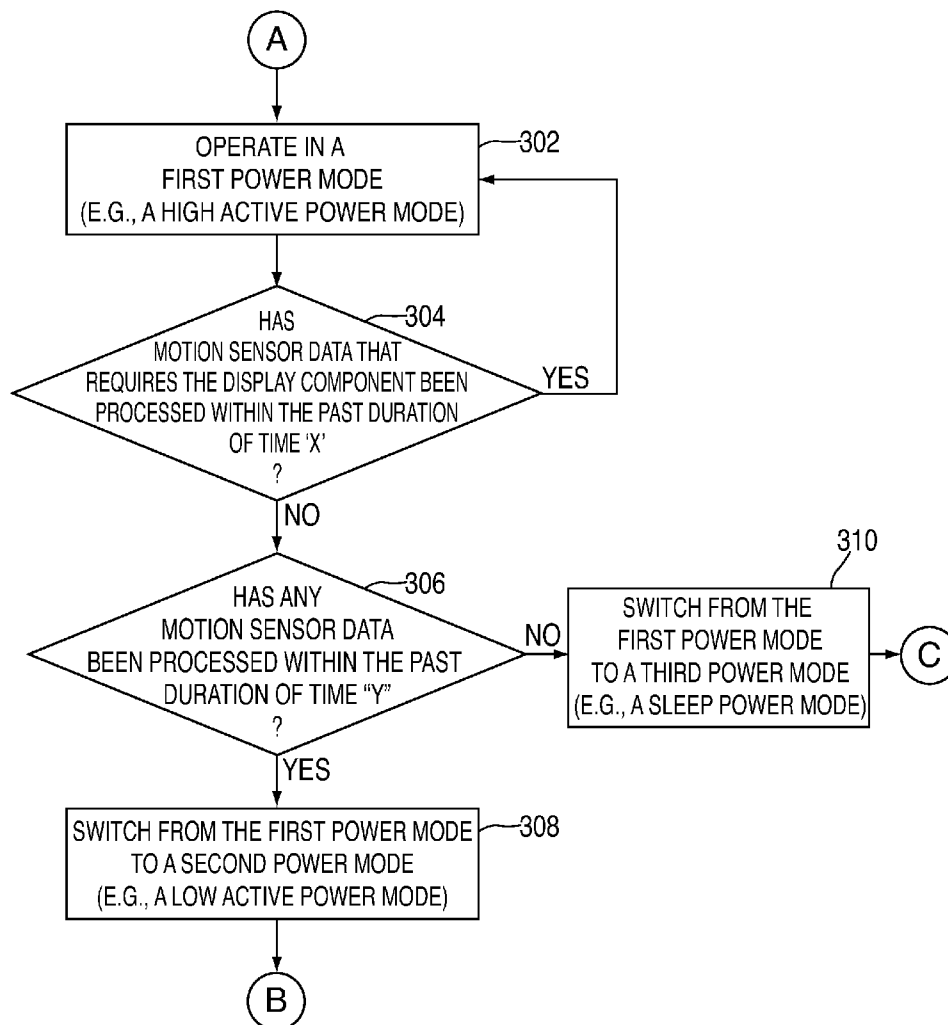 A
OPERATE IN A
FIRST POWER MODE
(E.G., A HIGH ACTIVE POWER MODE)
302
HAS
MOTION SENSOR DATA THAT
REQUIRES THE DISPLAY COMPONENT BEEN
PROCESSED WITHIN THE PAST DURATION
OF TIME 'X'
?
304
YES
NO
HAS ANY
MOTION SENSOR DATA
BEEN PROCESSED WITHIN THE PAST
DURATION OF TIME "Y"
?
306
NO
310
SWITCH FROM THE
FIRST POWER MODE
TO A THIRD POWER MODE
(E.G., A SLEEP POWER MODE)
C
YES
SWITCH FROM THE FIRST POWER MODE
TO A SECOND POWER MODE
(E.G., A LOW ACTIVE POWER MODE)
308
B